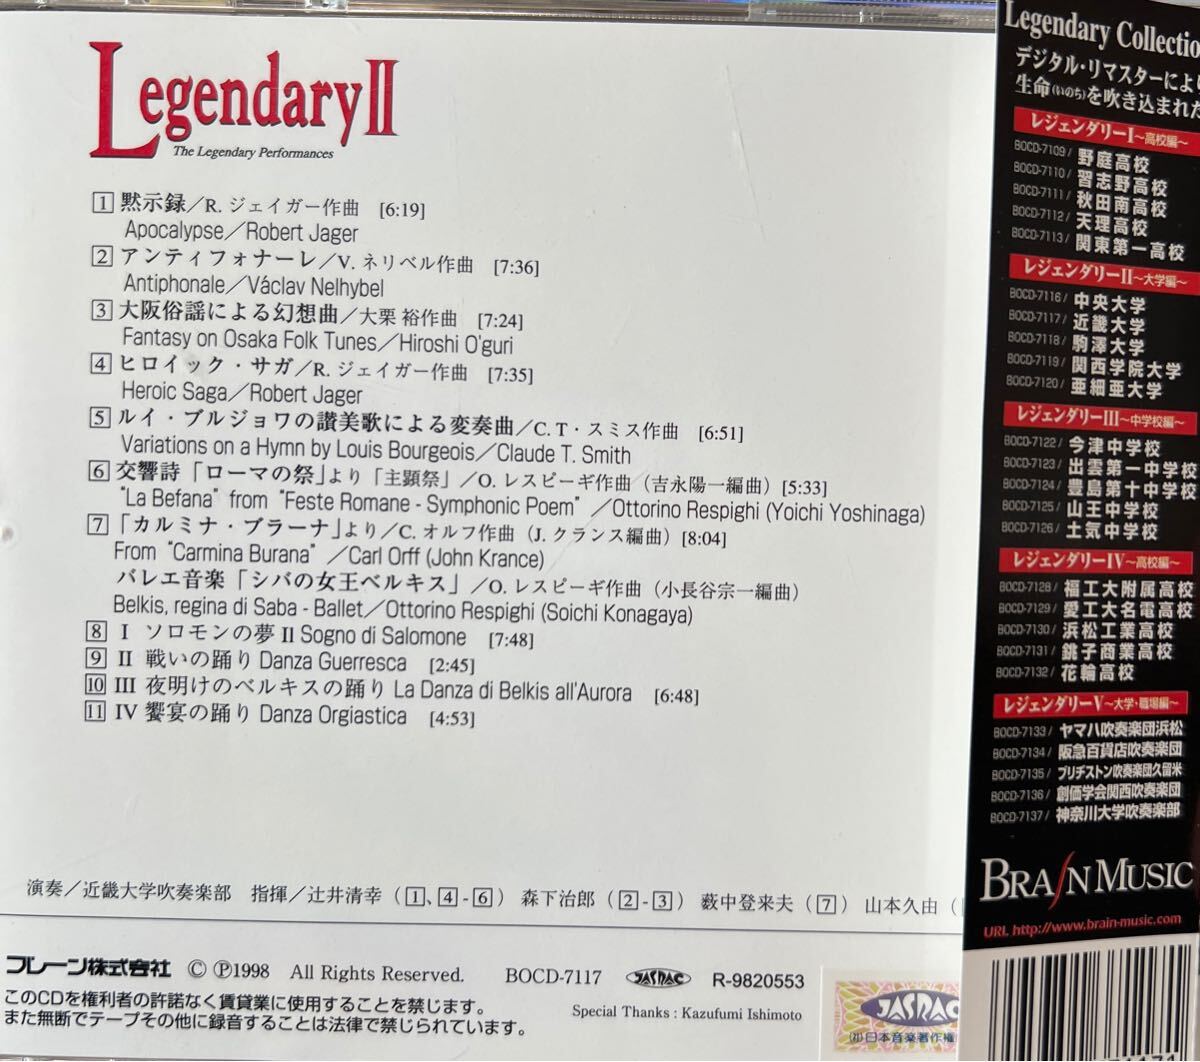 Legendary II
The Legendary Performances
1 黙示録／R. ジェイガー作曲 [6:19]
Apocalypse／Robert Jager
2 アンティフォナーレ／V. ネリベル作曲 [7:36]
Antiphonale／Václav Nelhybel
3 大阪俗謡による幻想曲／大栗 裕作曲 [7:24]
Fantasy on Osaka Folk Tunes／Hiroshi O'guri
4 ヒロイック・サガ／R. ジェイガー作曲 [7:35]
Heroic Saga／Robert Jager
5 ルイ・ブルジョワの讃美歌による変奏曲／C. T・スミス作曲 [6:51]
Variations on a Hymn by Louis Bourgeois／Claude T. Smith
6 交響詩「ローマの祭」より「主顕祭」／O. レスピーギ作曲（吉永陽一編曲）[5:33]
"La Befana" from "Feste Romane - Symphonic Poem" ／Ottorino Respighi (Yoichi Yoshinaga)
7 「カルミナ・ブラーナ」より／C. オルフ作曲（J. クランス編曲）[8:04]
From "Carmina Burana" ／Carl Orff (John Krance)
バレエ音楽「シバの女王ベルキス」／O. レスピーギ作曲（小長谷宗一編曲）
Belkis, regina di Saba - Ballet／Ottorino Respighi (Soichi Konagaya)
8 I ソロモンの夢 II Sogno di Salomone [7:48]
9 II 戦いの踊り Danza Guerresca [2:45]
10 III 夜明けのベルキスの踊り La Danza di Belkis all'Aurora [6:48]
11 IV 饗宴の踊り Danza Orgiastica [4:53]
演奏／近畿大学吹奏楽部 指揮／辻井清幸（1、4-6）森下治郎（2-3）薮中登来夫（7）山本久由（
ブレーン株式会社 © ℗1998 All Rights Reserved. BOCD-7117 JASRAC R-9820553
このCDを権利者の許諾なく賃貸業に使用することを禁じます。
また無断でテープその他に録音することは法律で禁じられています。
Special Thanks : Kazufumi Ishimoto
JASRAC
(社)日本音楽著作権
Legendary Collectio
デジタル・リマスターにより
生命(いのち)を吹き込まれた
レジェンダリーI～高校編～
BOCD-7109/ 野庭高校
BOCD-7110/ 習志野高校
BOCD-7111/ 秋田南高校
BOCD-7112/ 天理高校
BOCD-7113/ 関東第一高校
レジェンダリーII～大学編～
BOCD-7116/ 中央大学
BOCD-7117/ 近畿大学
BOCD-7118/ 駒澤大学
BOCD-7119/ 関西学院大学
BOCD-7120/ 亜細亜大学
レジェンダリーIII～中学校編～
BOCD-7122/ 今津中学校
BOCD-7123/ 出雲第一中学校
BOCD-7124/ 豊島第十中学校
BOCD-7125/ 山王中学校
BOCD-7126/ 土気中学校
レジェンダリーIV～高校編～
BOCD-7128/ 福工大附属高校
BOCD-7129/ 愛工大名電高校
BOCD-7130/ 浜松工業高校
BOCD-7131/ 銚子商業高校
BOCD-7132/ 花輪高校
レジェンダリーV～大学・職場編～
BOCD-7133/ ヤマハ吹奏楽団浜松
BOCD-7134/ 阪急百貨店吹奏楽団
BOCD-7135/ ブリヂストン吹奏楽団久留米
BOCD-7136/ 創価学会関西吹奏楽団
BOCD-7137/ 神奈川大学吹奏楽部
BRAIN MUSIC
URL http://www.brain-music.com